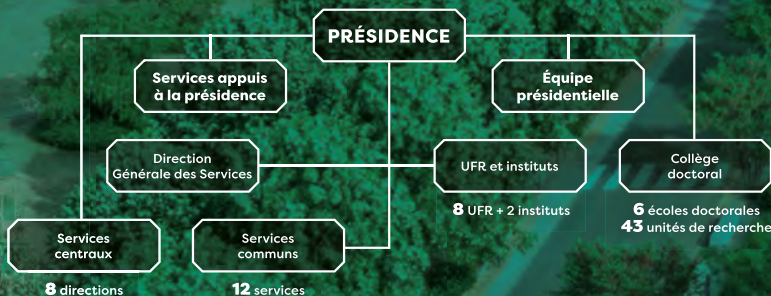 PRÉSIDENCE
Services appuis
à la présidence
Équipe
présidentielle
Direction
Générale des Services
UFR et instituts
8 UFR + 2 instituts
Collège
doctoral
6 écoles doctorales
43 unités de recherche
Services
centraux
8 directions
Services
communs
12 services